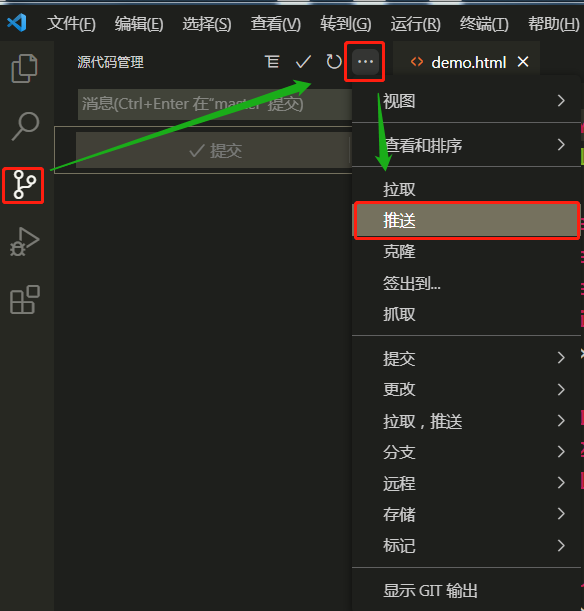 文件(F) 编辑(E) 选择(S) 查看(V) 转到(G) 运行(R) 终端(T) 帮助(H)
源代码管理
demo.html
消息(Ctrl+Enter 在"master"提交)
提交
视图
查看和排序
拉取
推送
克隆
签出到...
抓取
提交
更改
拉取，推送
分支
远程
存储
标记
显示 GIT 输出